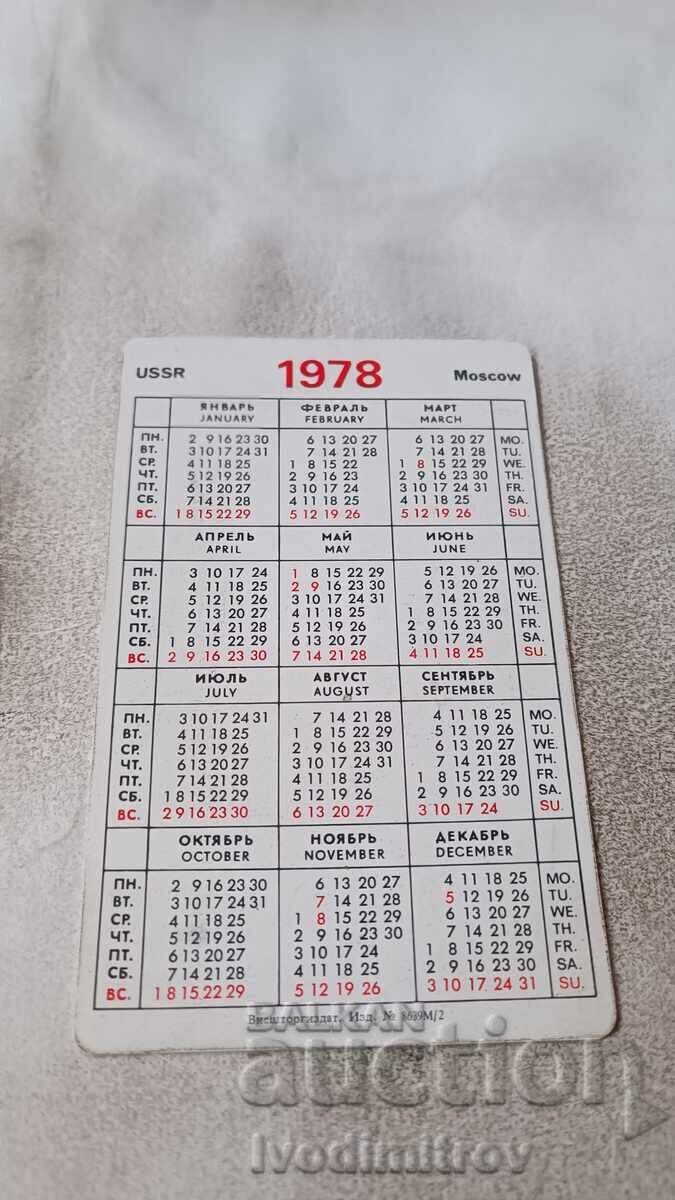 USSR 1978 Moscow
ЯНВАРЬ ФЕВРАЛЬ МАРТ
JANUARY FEBRUARY MARCH
ПН. 2 9 16 23 30 6 13 20 27 6 13 20 27 MO.
ВТ. 3 10 17 24 31 7 14 21 28 7 14 21 28 TU.
СР. 4 11 18 25 1 8 15 22 1 8 15 22 29 WE.
ЧТ. 5 12 19 26 2 9 16 23 2 9 16 23 30 TH.
ПТ. 6 13 20 27 3 10 17 24 3 10 17 24 31 FR.
СБ. 7 14 21 28 4 11 18 25 4 11 18 25 SA.
ВС. 1 8 15 22 29 5 12 19 26 5 12 19 26 SU.
АПРЕЛЬ МАЙ ИЮНЬ
APRIL MAY JUNE
ПН. 3 10 17 24 1 8 15 22 29 5 12 19 26 MO.
ВТ. 4 11 18 25 2 9 16 23 30 6 13 20 27 TU.
СР. 5 12 19 26 3 10 17 24 31 7 14 21 28 WE.
ЧТ. 6 13 20 27 4 11 18 25 1 8 15 22 29 TH.
ПТ. 7 14 21 28 5 12 19 26 2 9 16 23 30 FR.
СБ. 1 8 15 22 29 6 13 20 27 3 10 17 24 SA.
ВС. 2 9 16 23 30 7 14 21 28 4 11 18 25 SU.
ИЮЛЬ АВГУСТ СЕНТЯБРЬ
JULY AUGUST SEPTEMBER
ПН. 3 10 17 24 31 7 14 21 28 4 11 18 25 MO.
ВТ. 4 11 18 25 1 8 15 22 29 5 12 19 26 TU.
СР. 5 12 19 26 2 9 16 23 30 6 13 20 27 WE.
ЧТ. 6 13 20 27 3 10 17 24 31 7 14 21 28 TH.
ПТ. 7 14 21 28 4 11 18 25 1 8 15 22 29 FR.
СБ. 1 8 15 22 29 5 12 19 26 2 9 16 23 30 SA.
ВС. 2 9 16 23 30 6 13 20 27 3 10 17 24 SU.
ОКТЯБРЬ НОЯБРЬ ДЕКАБРЬ
OCTOBER NOVEMBER DECEMBER
ПН. 2 9 16 23 30 6 13 20 27 4 11 18 25 MO.
ВТ. 3 10 17 24 31 7 14 21 28 5 12 19 26 TU.
СР. 4 11 18 25 1 8 15 22 29 6 13 20 27 WE.
ЧТ. 5 12 19 26 2 9 16 23 30 7 14 21 28 TH.
ПТ. 6 13 20 27 3 10 17 24 1 8 15 22 29 FR.
СБ. 7 14 21 28 4 11 18 25 2 9 16 23 30 SA.
ВС. 1 8 15 22 29 5 12 19 26 3 10 17 24 31 SU.
Внешторгиздат. Изд. № 8639М/2
BALKAN
auction
Ivodimitrov